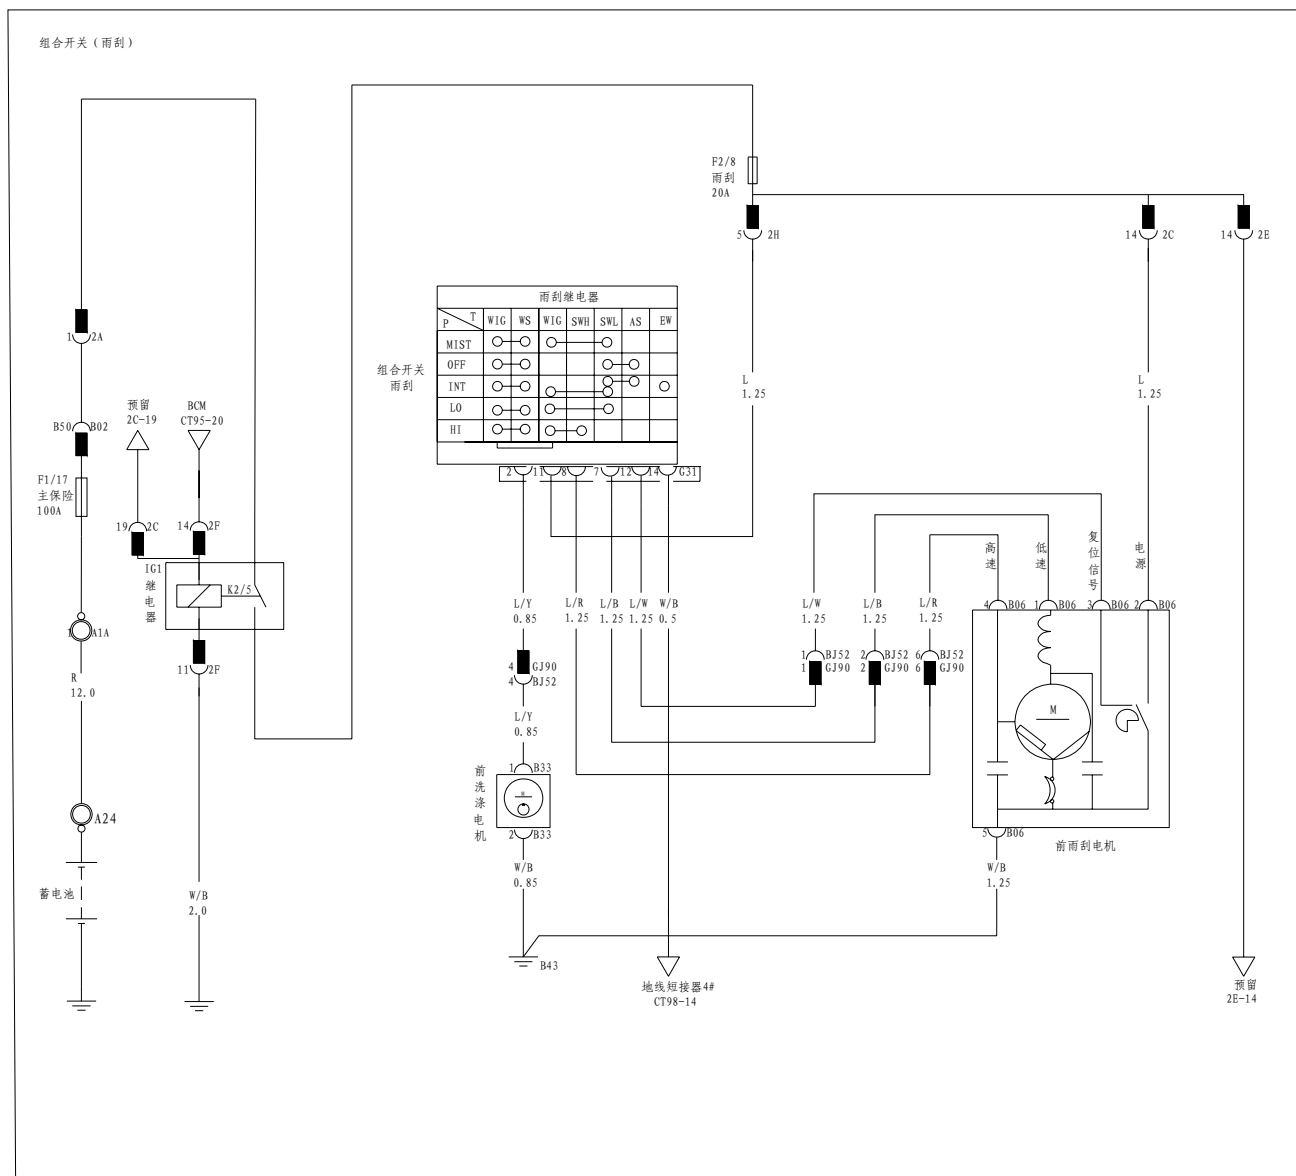 组合开关（雨刮）
F2/8
雨刮
20A
5 2H
14 2C
14 2E
雨刮继电器
T
P
WIG WS WIG SWH SWL AS EW
MIST
OFF
INT
LO
HI
组合开关
雨刮
1 2A
L
1.25
L
1.25
预留
2C-19
BCM
CT95-20
B50 B02
F1/17
主保险
100A
2 11 8 7 12 14 G31
19 2C
14 2F
IG1
继电器
K2/5
高速
低速
复位信号
电源
L/Y
0.85
L/R
1.25
L/B
1.25
L/W
1.25
W/B
0.5
L/W
1.25
L/B
1.25
L/R
1.25
4 B06
1 B06
3 B06
2 B06
1 A1A
11 2F
4 GJ90
4 BJ52
1 BJ52
1 GJ90
2 BJ52
2 GJ90
6 BJ52
6 GJ90
R
12.0
L/Y
0.85
M
1 B33
前洗涤电机
M
2 B33
A24
5 B06
前雨刮电机
W/B
0.85
W/B
1.25
蓄电池
W/B
2.0
B43
地线短接器4#
CT98-14
预留
2E-14